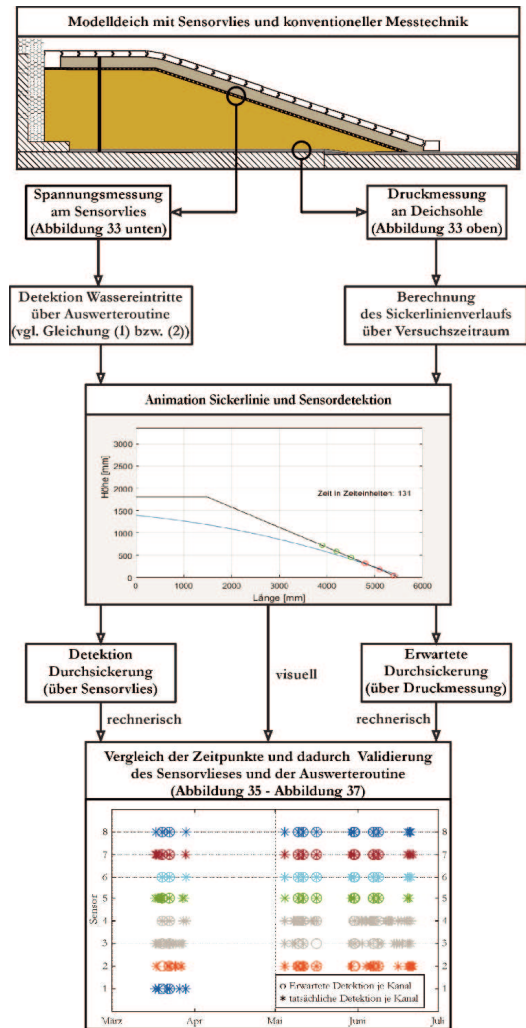 Modelldeich mit Sensorvlies und konventioneller Messtechnik
Spannungsmessung
am Sensorvlies
(Abbildung 33 unten)
Druckmessung
an Deichsohle
(Abbildung 33 oben)
Detektion Wassereintritte
über Auswerteroutine
(vgl. Gleichung (1) bzw. (2))
Berechnung
des Sickerlinienverlaufs
über Versuchszeitraum
Animation Sickerlinie und Sensordetektion
Höhe [mm]
3000
2500
2000
1500
1000
500
0
Zeit in Zeiteinheiten: 131
0
1000
2000
3000
4000
5000
6000
Länge [mm]
Detektion
Durchsickerung
(über Sensorvlies)
visuell
Erwartete
Durchsickerung
(über Druckmessung)
rechnerisch
rechnerisch
Vergleich der Zeitpunkte und dadurch Validierung
des Sensorvlieses und der Auswerteroutine
(Abbildung 35 - Abbildung 37)
Sensor
8
8
7
7
6
6
5
5
4
4
3
3
2
2
1
1
o Erwartete Detektion je Kanal
* tatsächliche Detektion je Kanal
März
Apr
Mai
Juni
Juli